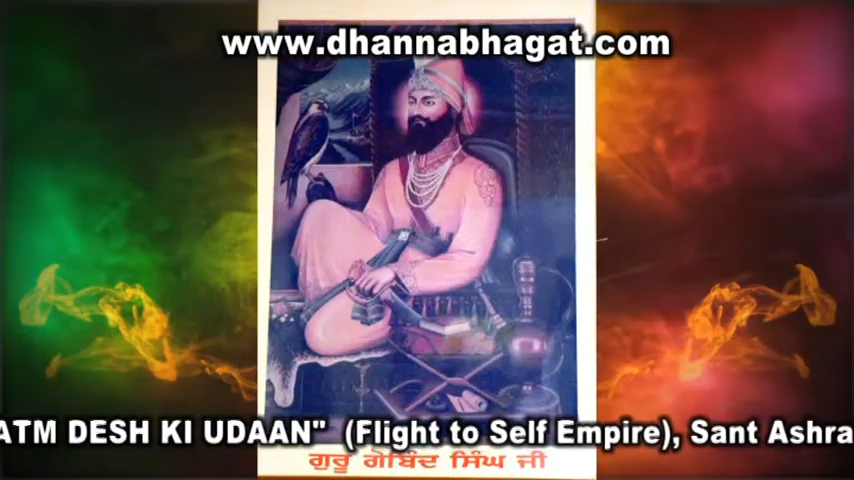 www.dhannabhagat.com
ATM DESH KI UDAAN" (Flight to Self Empire), Sant Ashra
ਗੁਰੂ ਗੋਬਿੰਦ ਸਿੰਘ ਜੀ